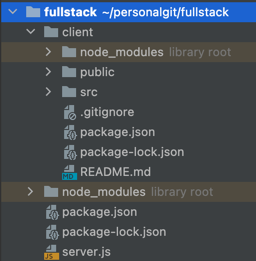 fullstack ~/personalgit/fullstack
client
node_modules library root
public
src
.gitignore
package.json
package-lock.json
README.md
node_modules library root
package.json
package-lock.json
server.js